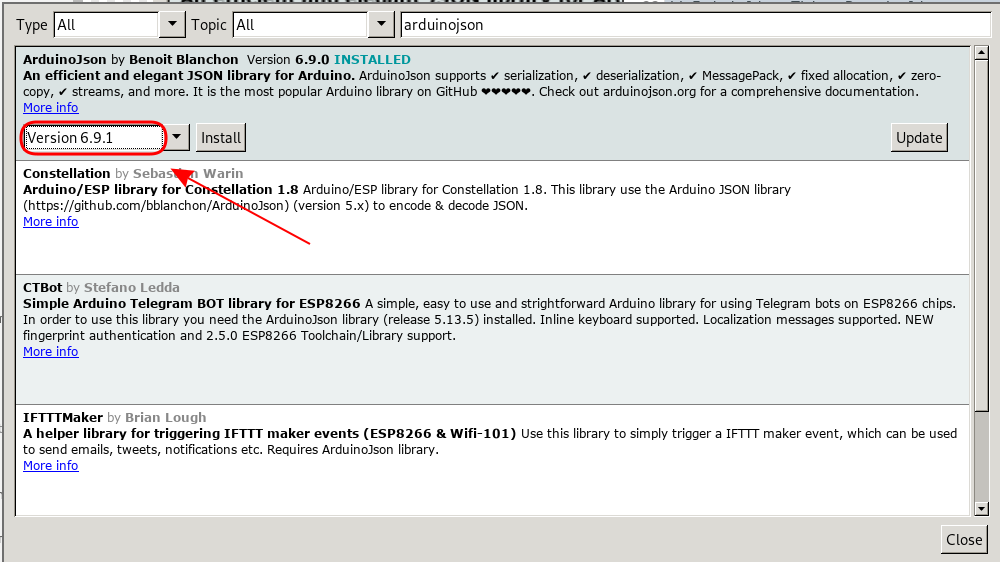 Type All Topic All arduinojson
ArduinoJson by Benoit Blanchon Version 6.9.0 INSTALLED
An efficient and elegant JSON library for Arduino. ArduinoJson supports ✔ serialization, ✔ deserialization, ✔ MessagePack, ✔ fixed allocation, ✔ zero-
copy, ✔ streams, and more. It is the most popular Arduino library on GitHub ❤❤❤❤❤. Check out arduinojson.org for a comprehensive documentation.
More info
Version 6.9.1 Install Update
Constellation by Sebastien Warin
Arduino/ESP library for Constellation 1.8 Arduino/ESP library for Constellation 1.8. This library use the Arduino JSON library
(https://github.com/bblanchon/ArduinoJson) (version 5.x) to encode & decode JSON.
More info
CTBot by Stefano Ledda
Simple Arduino Telegram BOT library for ESP8266 A simple, easy to use and strightforward Arduino library for using Telegram bots on ESP8266 chips.
In order to use this library you need the ArduinoJson library (release 5.13.5) installed. Inline keyboard supported. Localization messages supported. NEW
fingerprint authentication and 2.5.0 ESP8266 Toolchain/Library support.
More info
IFTTTMaker by Brian Lough
A helper library for triggering IFTTT maker events (ESP8266 & Wifi-101) Use this library to simply trigger a IFTTT maker event, which can be used
to send emails, tweets, notifications etc. Requires ArduinoJson library.
More info
Close